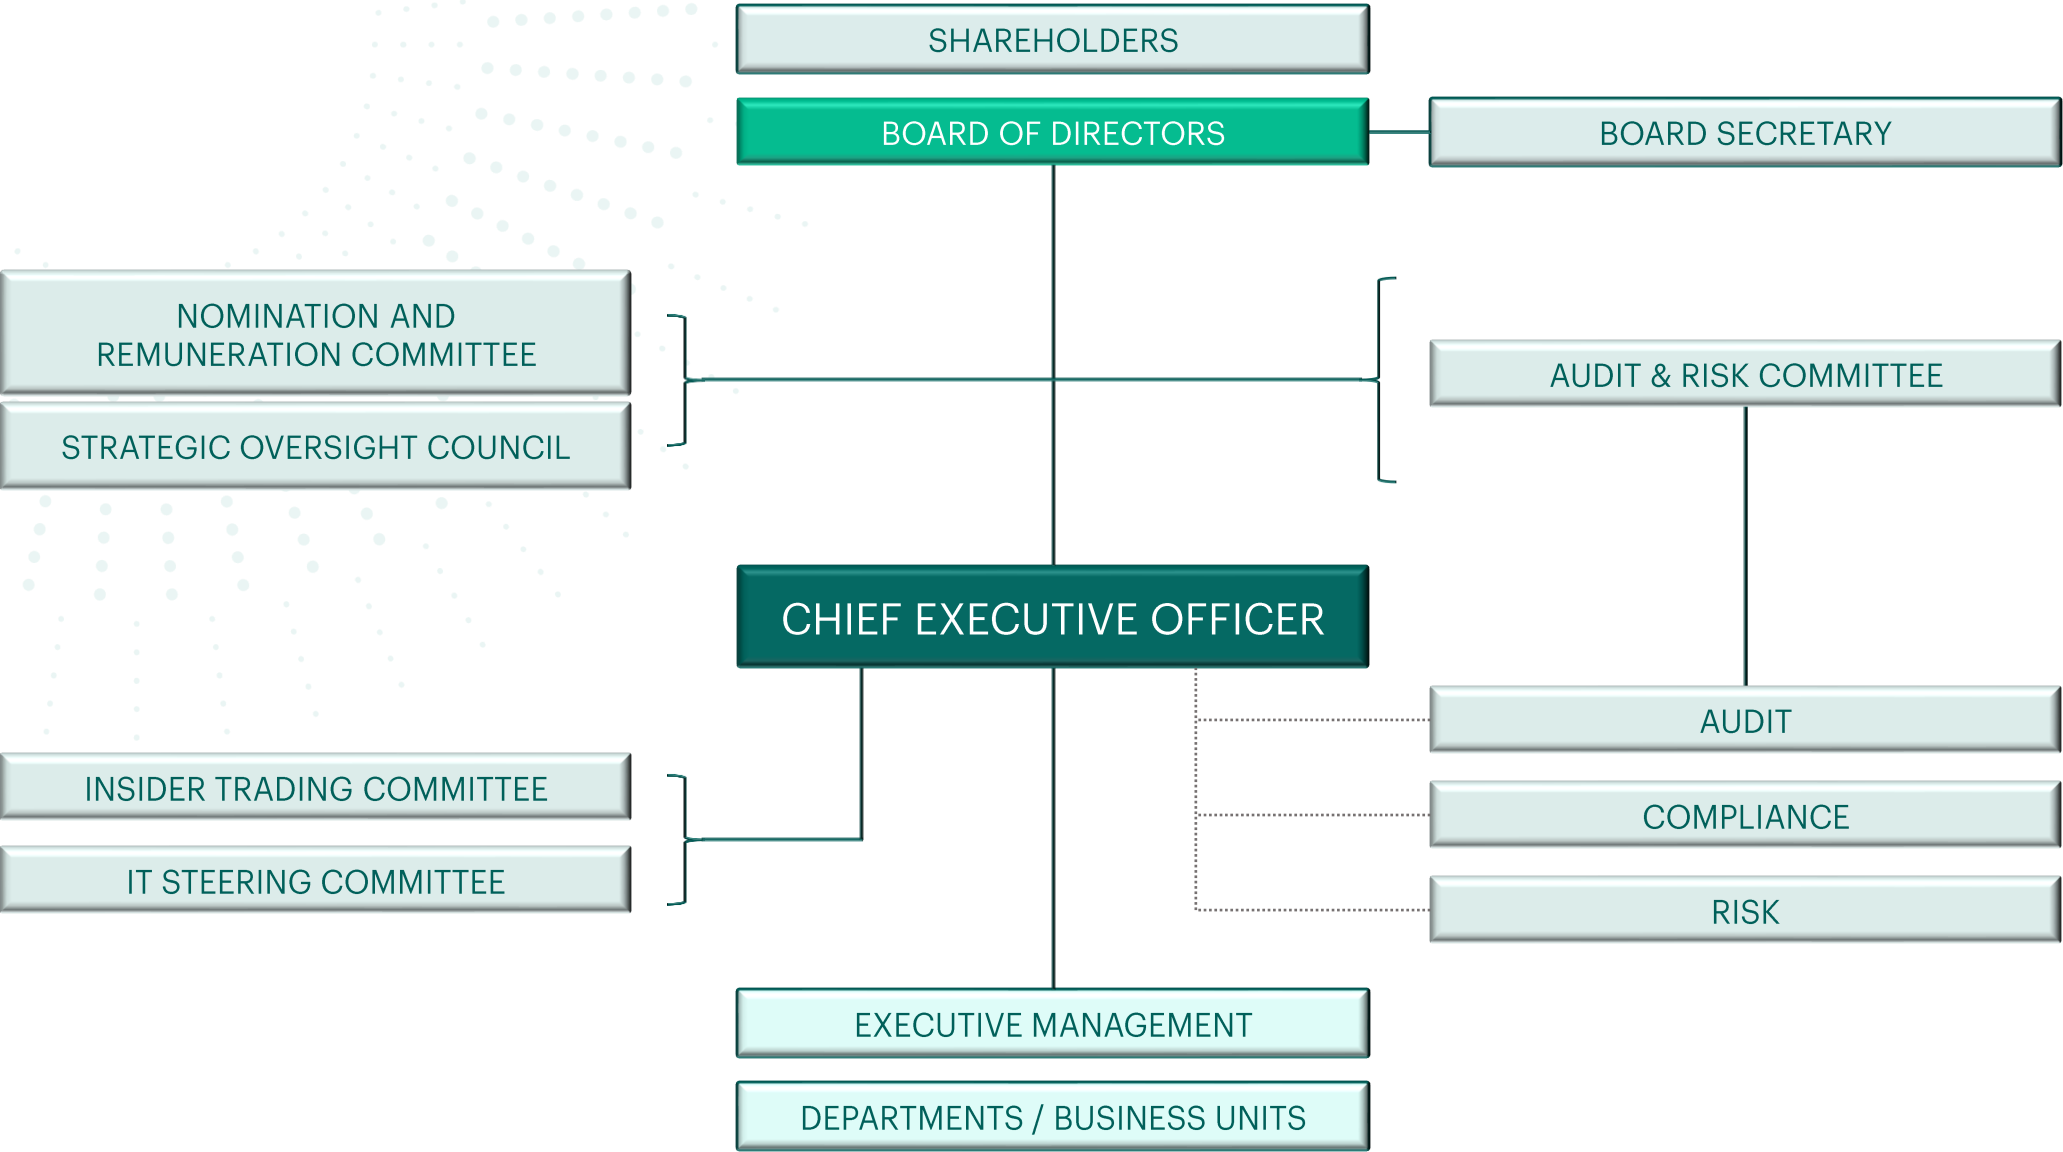 SHAREHOLDERS
BOARD OF DIRECTORS
BOARD SECRETARY
NOMINATION AND
REMUNERATION COMMITTEE
STRATEGIC OVERSIGHT COUNCIL
AUDIT & RISK COMMITTEE
CHIEF EXECUTIVE OFFICER
AUDIT
COMPLIANCE
RISK
INSIDER TRADING COMMITTEE
IT STEERING COMMITTEE
EXECUTIVE MANAGEMENT
DEPARTMENTS / BUSINESS UNITS